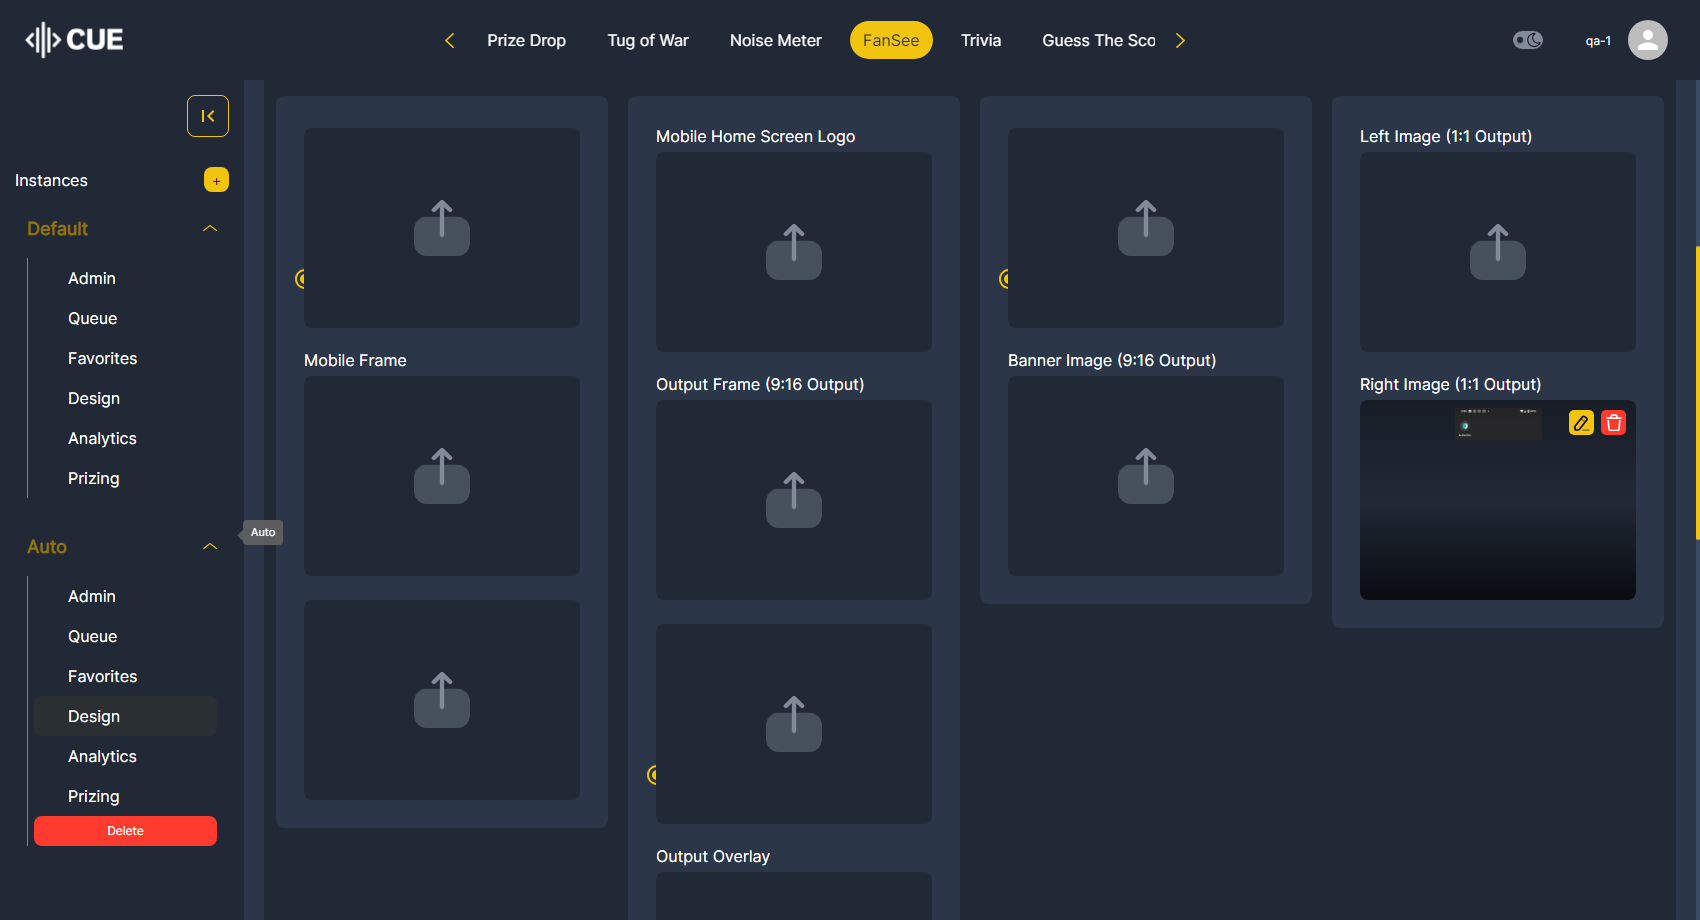 CUE
Prize Drop
Tug of War
Noise Meter
FanSee
Trivia
Guess The Sco
qa-1
Instances
+
Default
Admin
Queue
Favorites
Design
Analytics
Prizing
Auto
Admin
Queue
Favorites
Design
Analytics
Prizing
Delete
Auto
Mobile Frame
Mobile Home Screen Logo
Output Frame (9:16 Output)
Output Overlay
Banner Image (9:16 Output)
Left Image (1:1 Output)
Right Image (1:1 Output)